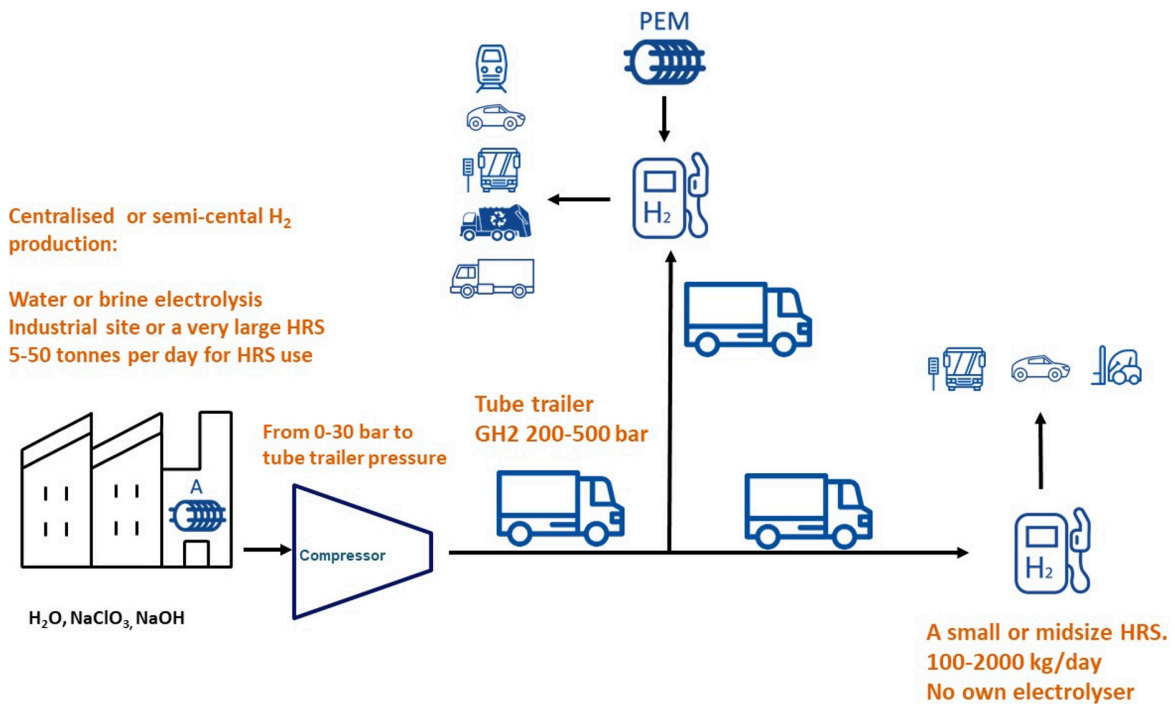 PEM
H₂
Centralised or semi-cental H₂
production:
Water or brine electrolysis
Industrial site or a very large HRS
5-50 tonnes per day for HRS use
From 0-30 bar to
tube trailer pressure
Tube trailer
GH2 200-500 bar
A
Compressor
H₂O, NaClO₃, NaOH
H₂
A small or midsize HRS.
100-2000 kg/day
No own electrolyser